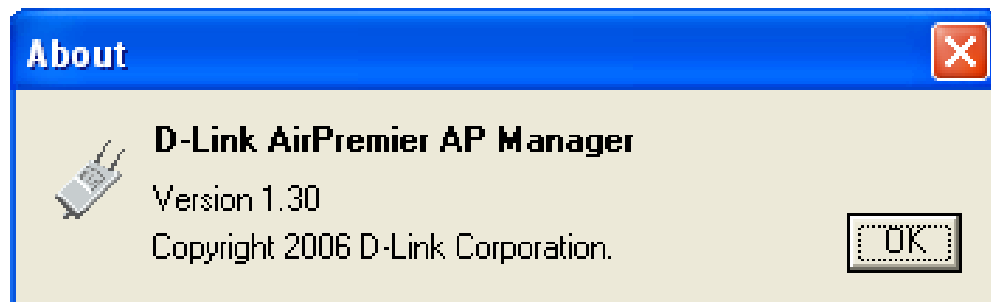 About
D-Link AirPremier AP Manager
Version 1.30
Copyright 2006 D-Link Corporation.
OK